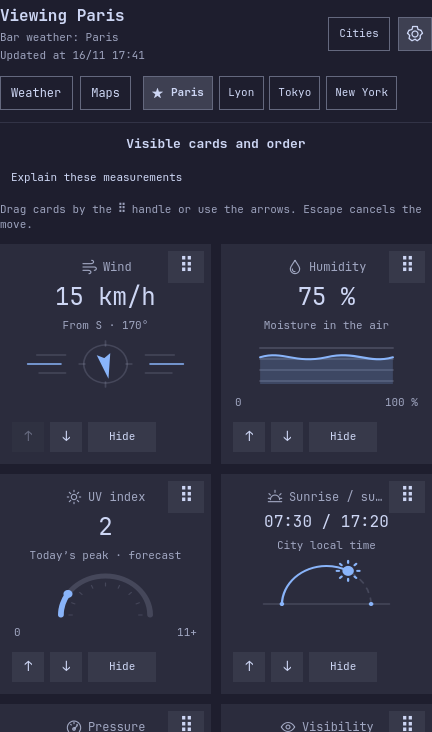 Viewing Paris
Bar weather: Paris
Updated at 16/11 17:41
Cities
Weather
Maps
★ Paris
Lyon
Tokyo
New York
Visible cards and order
Explain these measurements
Drag cards by the ⠿ handle or use the arrows. Escape cancels the
move.
Wind
15 km/h
From S · 170°
↑ ↓ Hide
Humidity
75 %
Moisture in the air
0 100 %
↑ ↓ Hide
UV index
2
Today’s peak · forecast
0 11+
↑ ↓ Hide
Sunrise / su…
07:30 / 17:20
City local time
↑ ↓ Hide
Pressure
Visibility